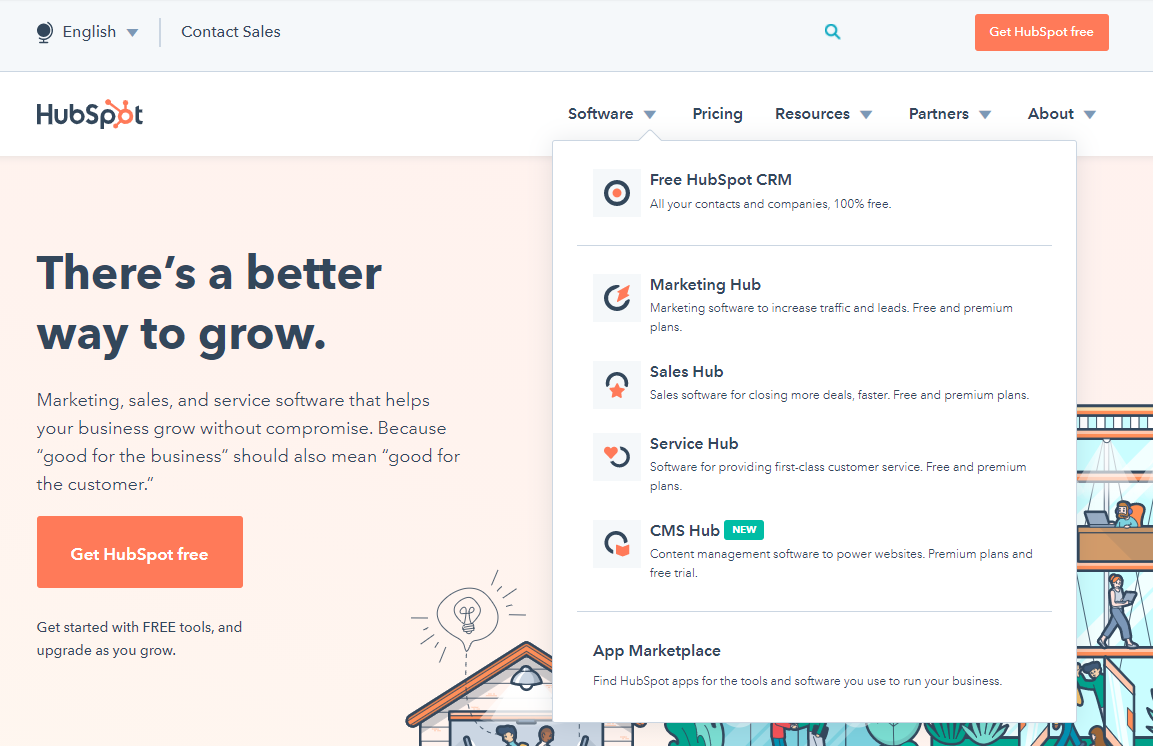 English
Contact Sales
Get HubSpot free
HubSpot
Software
Pricing
Resources
Partners
About
Free HubSpot CRM
All your contacts and companies, 100% free.
Marketing Hub
Marketing software to increase traffic and leads. Free and premium
plans.
Sales Hub
Sales software for closing more deals, faster. Free and premium plans.
Service Hub
Software for providing first-class customer service. Free and premium
plans.
CMS Hub NEW
Content management software to power websites. Premium plans and
free trial.
App Marketplace
Find HubSpot apps for the tools and software you use to run your business.
There’s a better
way to grow.
Marketing, sales, and service software that helps
your business grow without compromise. Because
“good for the business” should also mean “good for
the customer.“
Get HubSpot free
Get started with FREE tools, and
upgrade as you grow.